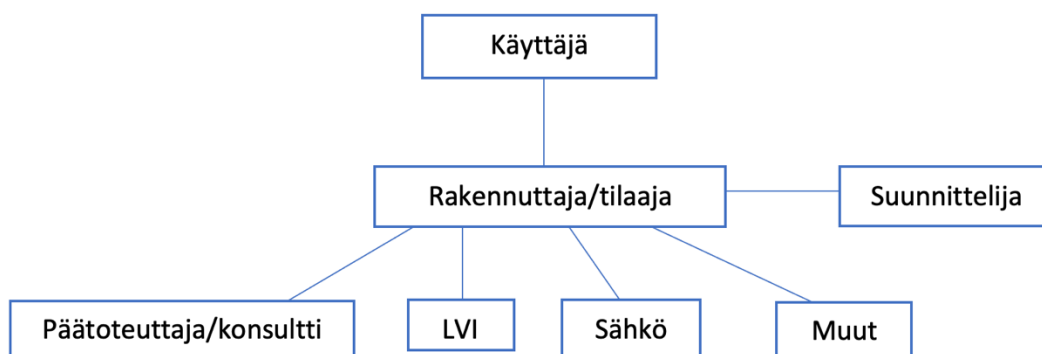 Käyttäjä
Rakennuttaja/tilaaja
Suunnittelija
Päätoteuttaja/konsultti
LVI
Sähkö
Muut